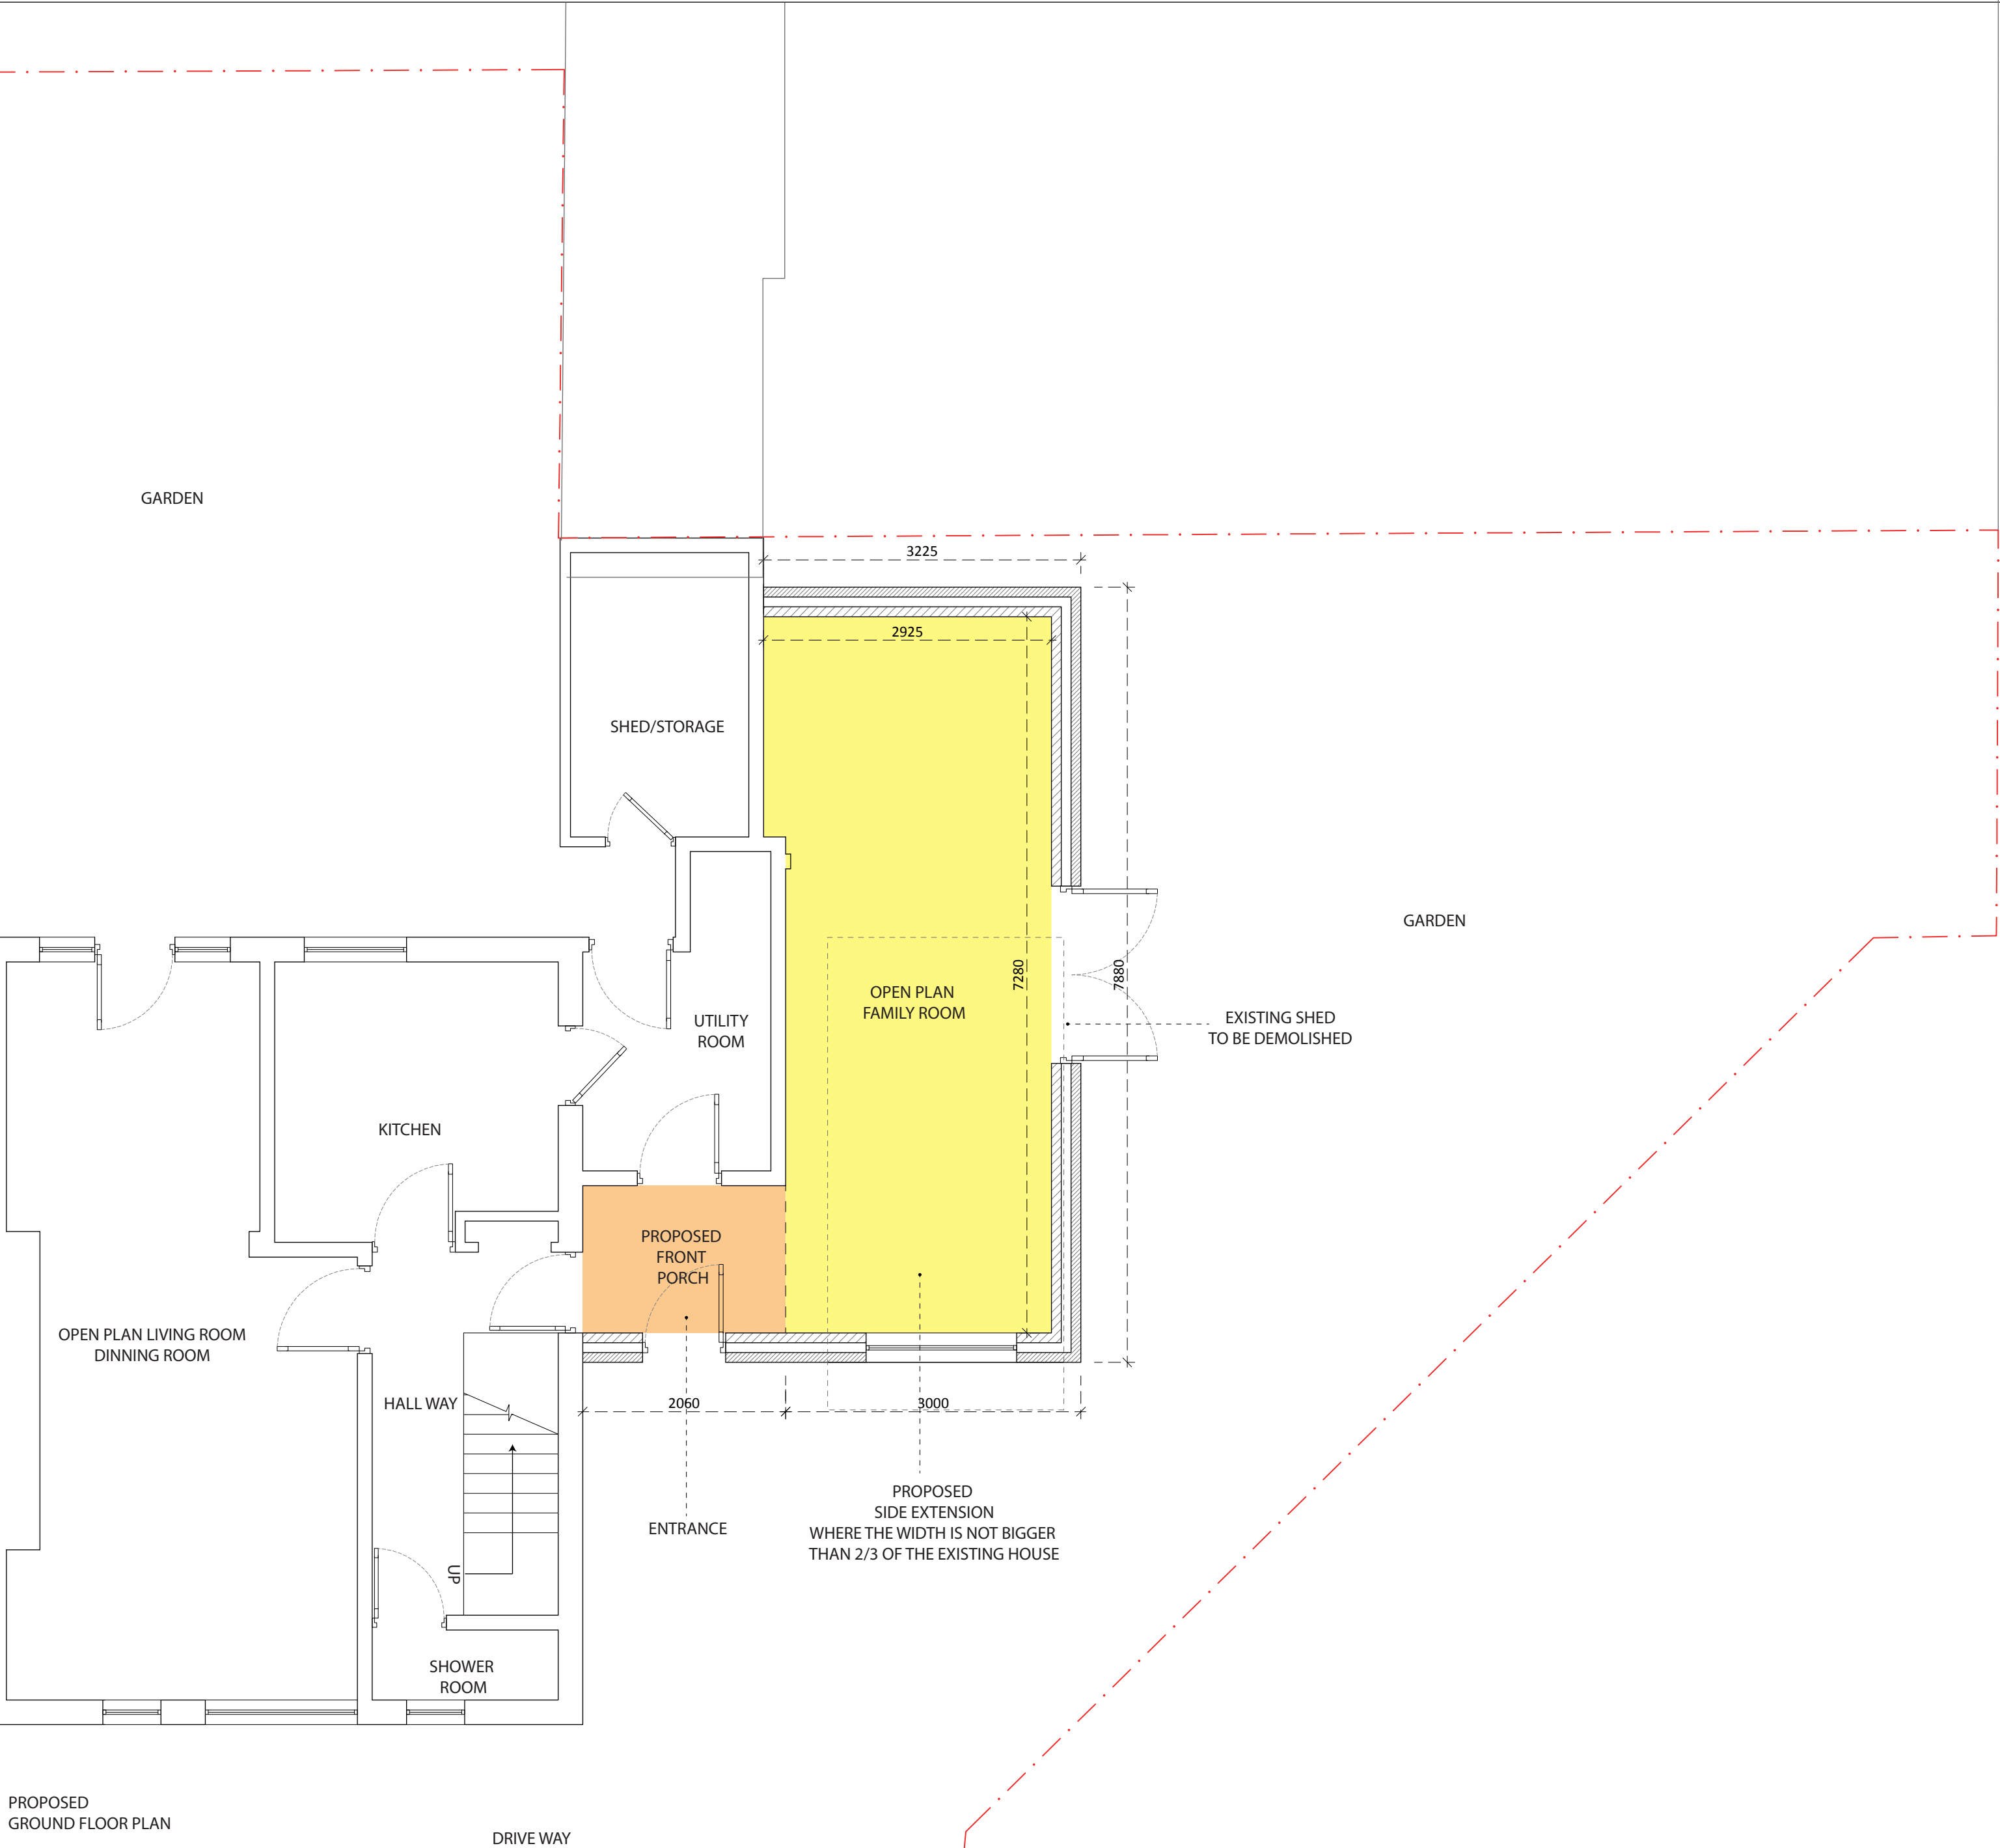 GARDEN
3225
2925
SHED/STORAGE
GARDEN
7280
7880
OPEN PLAN
FAMILY ROOM
EXISTING SHED
TO BE DEMOLISHED
UTILITY
ROOM
KITCHEN
PROPOSED
FRONT
PORCH
OPEN PLAN LIVING ROOM
DINNING ROOM
HALL WAY
2060
3000
PROPOSED
SIDE EXTENSION
WHERE THE WIDTH IS NOT BIGGER
THAN 2/3 OF THE EXISTING HOUSE
ENTRANCE
UP
SHOWER
ROOM
PROPOSED
GROUND FLOOR PLAN
DRIVE WAY